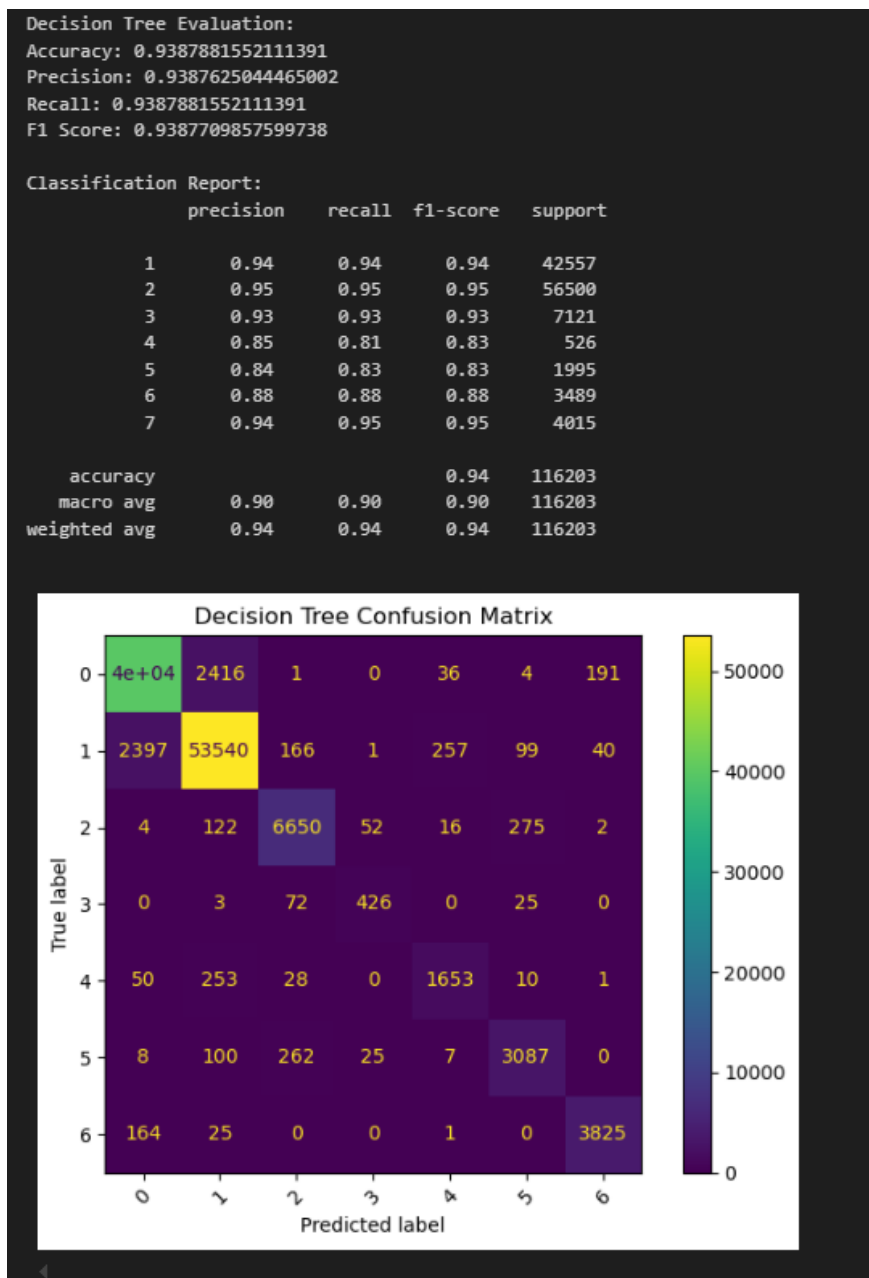 Decision Tree Evaluation:
Accuracy: 0.9387881552111391
Precision: 0.9387625044465002
Recall: 0.9387881552111391
F1 Score: 0.9387709857599738
Classification Report:
precision recall f1-score support
1 0.94 0.94 0.94 42557
2 0.95 0.95 0.95 56500
3 0.93 0.93 0.93 7121
4 0.85 0.81 0.83 526
5 0.84 0.83 0.83 1995
6 0.88 0.88 0.88 3489
7 0.94 0.95 0.95 4015
accuracy 0.94 116203
macro avg 0.90 0.90 0.90 116203
weighted avg 0.94 0.94 0.94 116203
Decision Tree Confusion Matrix
0 4e+04 2416 1 0 36 4 191
1 2397 53540 166 1 257 99 40
2 4 122 6650 52 16 275 2
3 0 3 72 426 0 25 0
4 50 253 28 0 1653 10 1
5 8 100 262 25 7 3087 0
6 164 25 0 0 1 0 3825
0 1 2 3 4 5 6
Predicted label
True label
50000
40000
30000
20000
10000
0